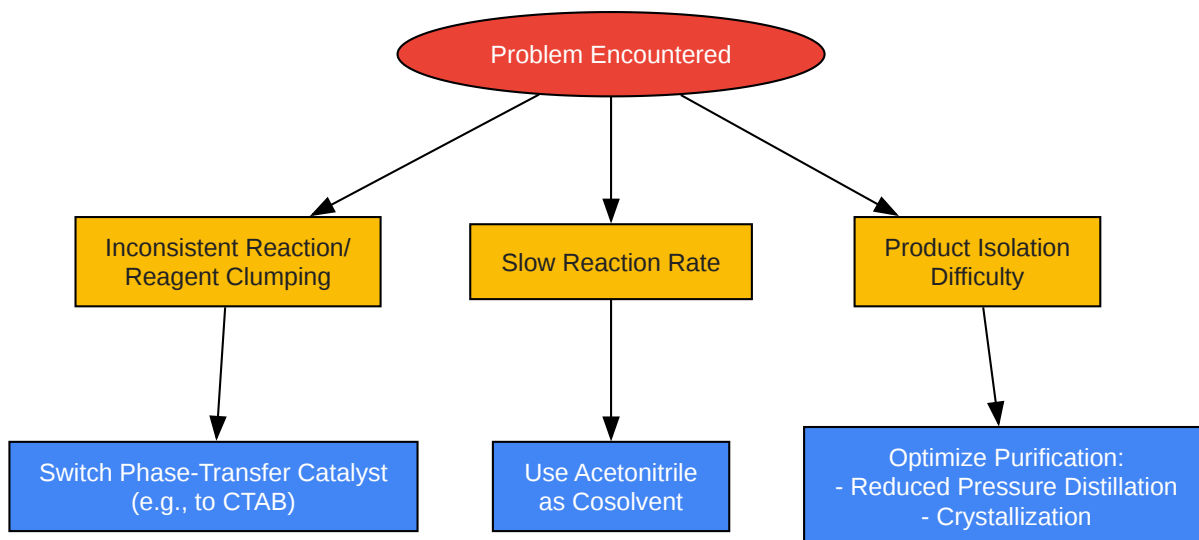 Problem Encountered
Inconsistent Reaction/
Reagent Clumping
Slow Reaction Rate
Product Isolation
Difficulty
Switch Phase-Transfer Catalyst
(e.g., to CTAB)
Use Acetonitrile
as Cosolvent
Optimize Purification:
- Reduced Pressure Distillation
- Crystallization